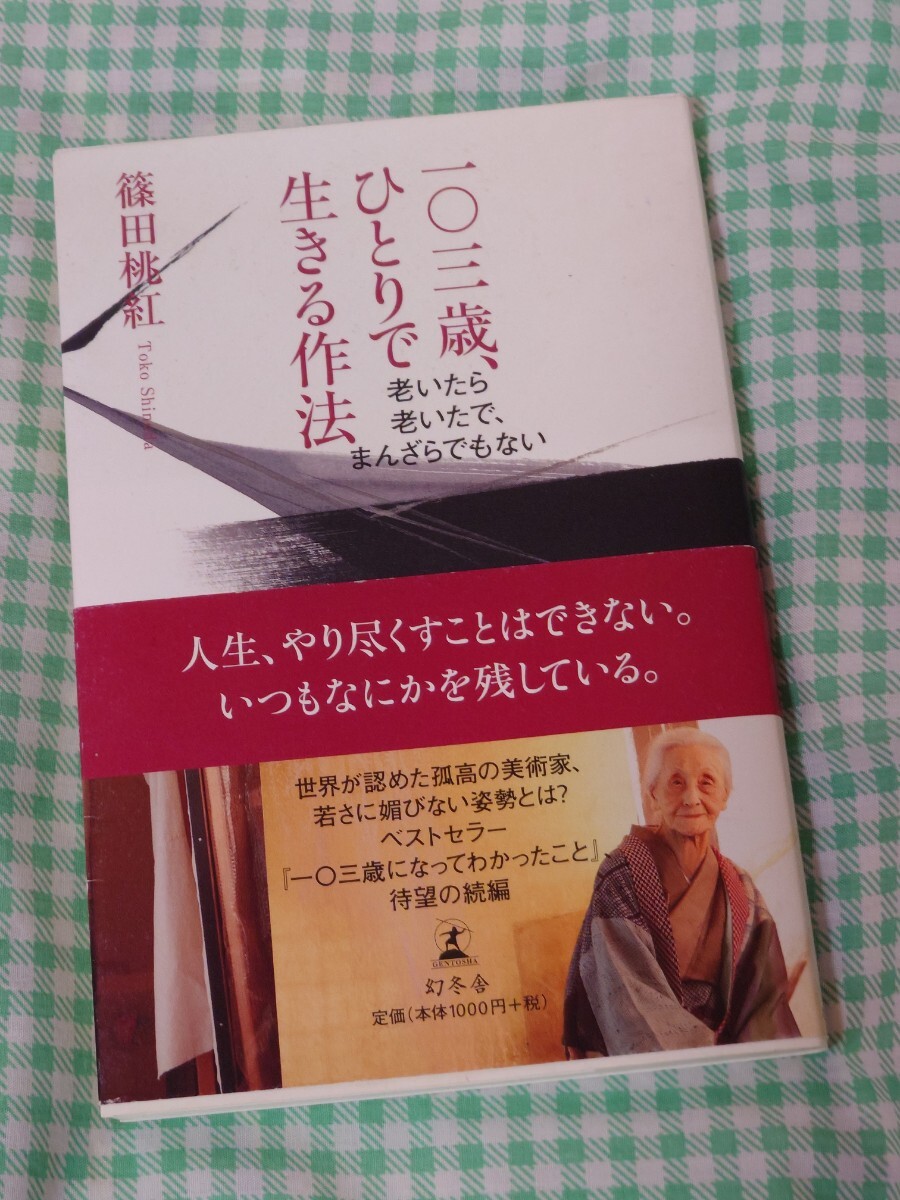 一〇三歳、
ひとりで
生きる作法
老いたら
老いたで、
まんざらでもない
篠田桃紅
Toko Shinoda
人生、やり尽くすことはできない。
いつもなにかを残している。
世界が認めた孤高の美術家、
若さに媚びない姿勢とは?
ベストセラー
『一〇三歳になってわかったこと』
待望の続編
GENTOSHA
幻冬舎
定価(本体1000円+税)